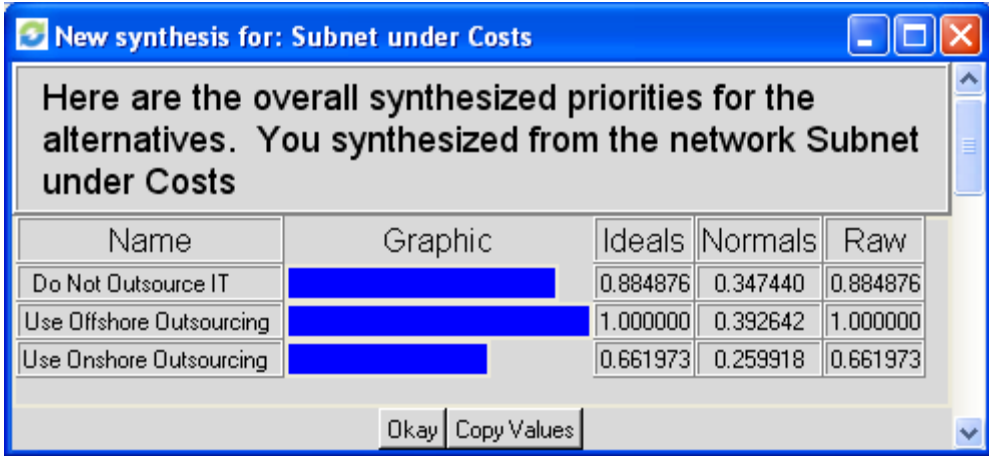 New synthesis for: Subnet under Costs
Here are the overall synthesized priorities for the
alternatives.  You synthesized from the network Subnet
under Costs
Name Graphic Ideals Normals Raw
Do Not Outsource IT 0.884876 0.347440 0.884876
Use Offshore Outsourcing 1.000000 0.392642 1.000000
Use Onshore Outsourcing 0.661973 0.259918 0.661973
Okay Copy Values